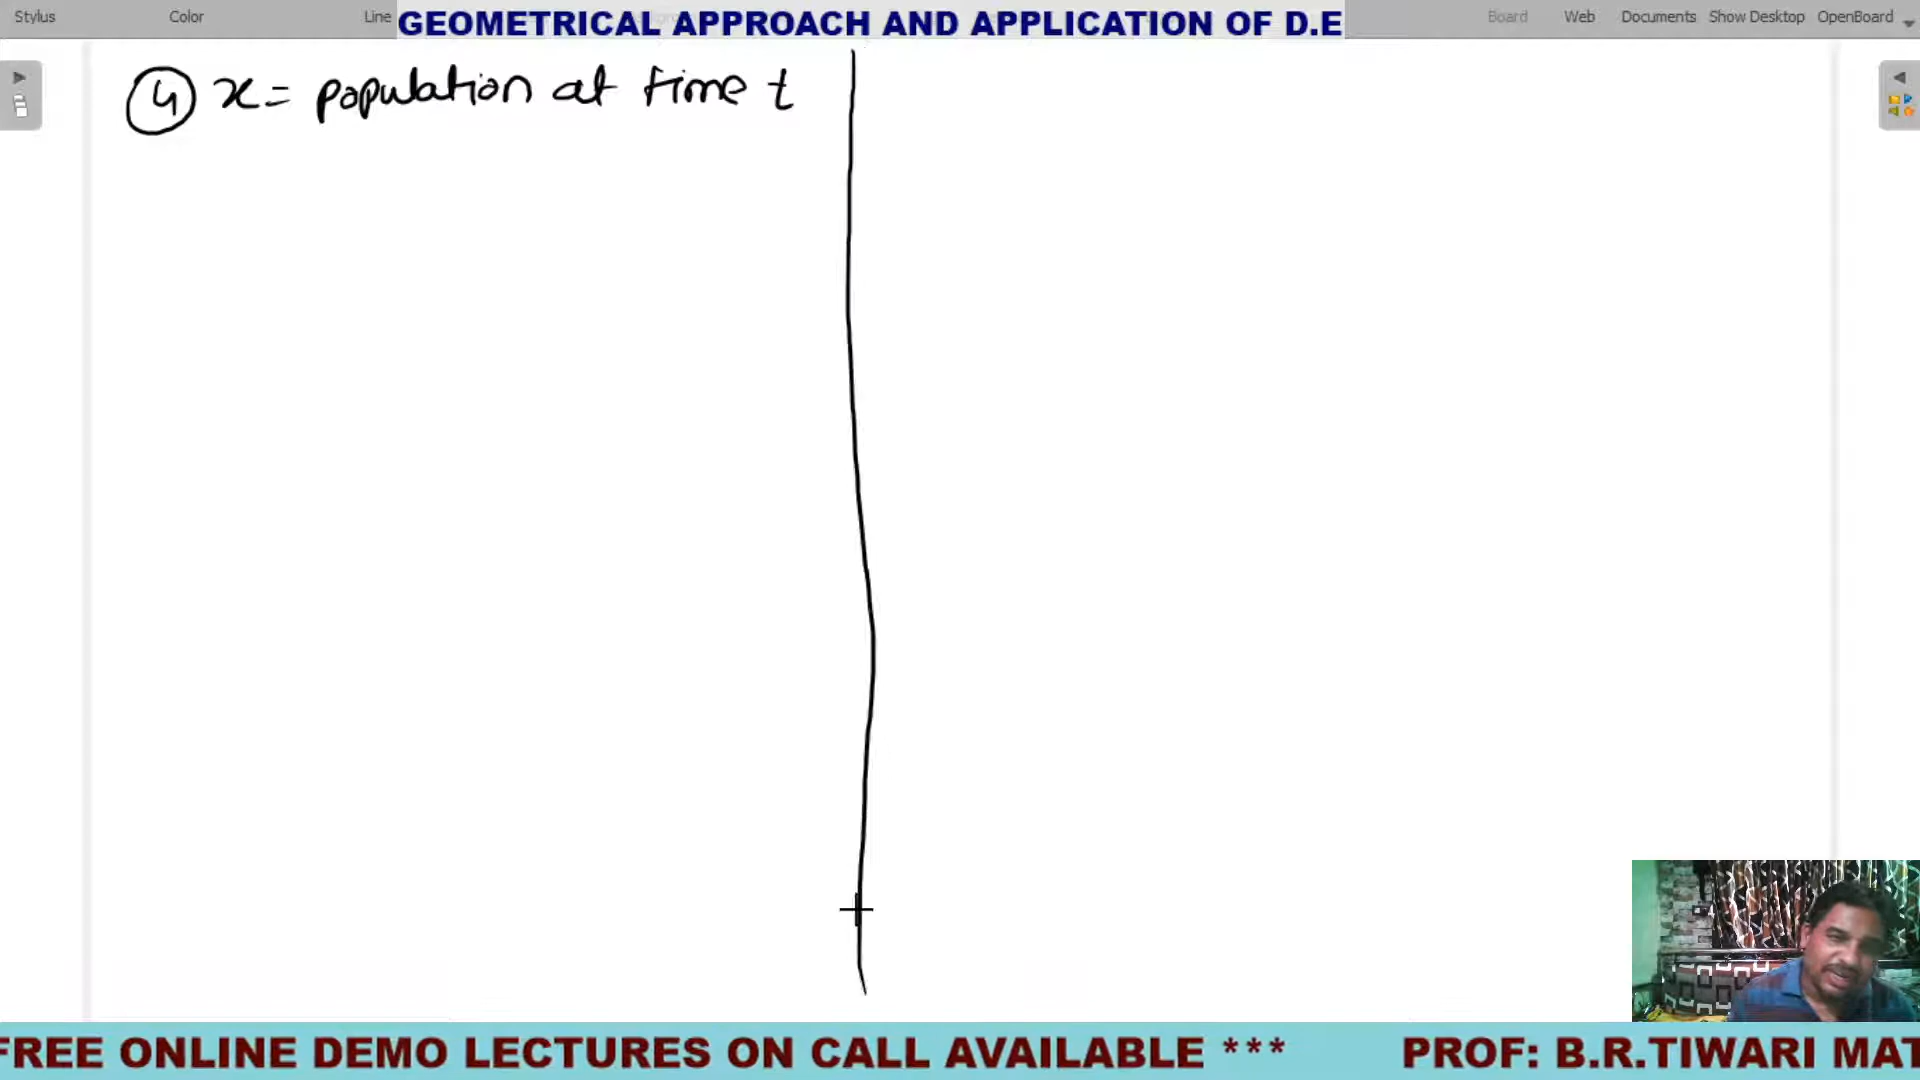 Stylus Color Line GEOMETRICAL APPROACH AND APPLICATION OF D.E Board Web Documents Show Desktop OpenBoard
④ x = population at time t
FREE ONLINE DEMO LECTURES ON CALL AVAILABLE *** PROF: B.R.TIWARI MAT